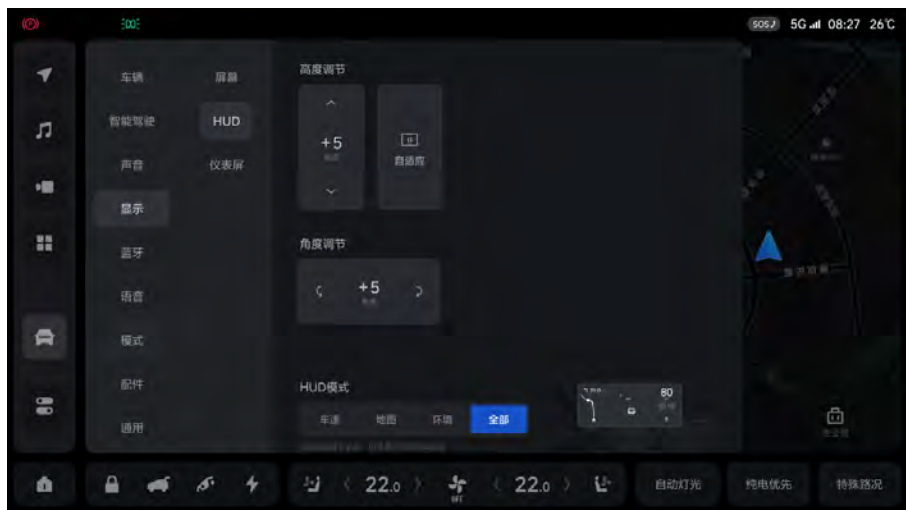 SOS
5G
08:27
26℃
车辆
屏幕
智能驾驶
HUD
声音
仪表屏
显示
蓝牙
语音
模式
配件
通用
高度调节
+5
自适应
角度调节
+5
HUD模式
车速
地图
环境
全部
80
22.0
22.0
自动灯光
纯电优先
特殊路况